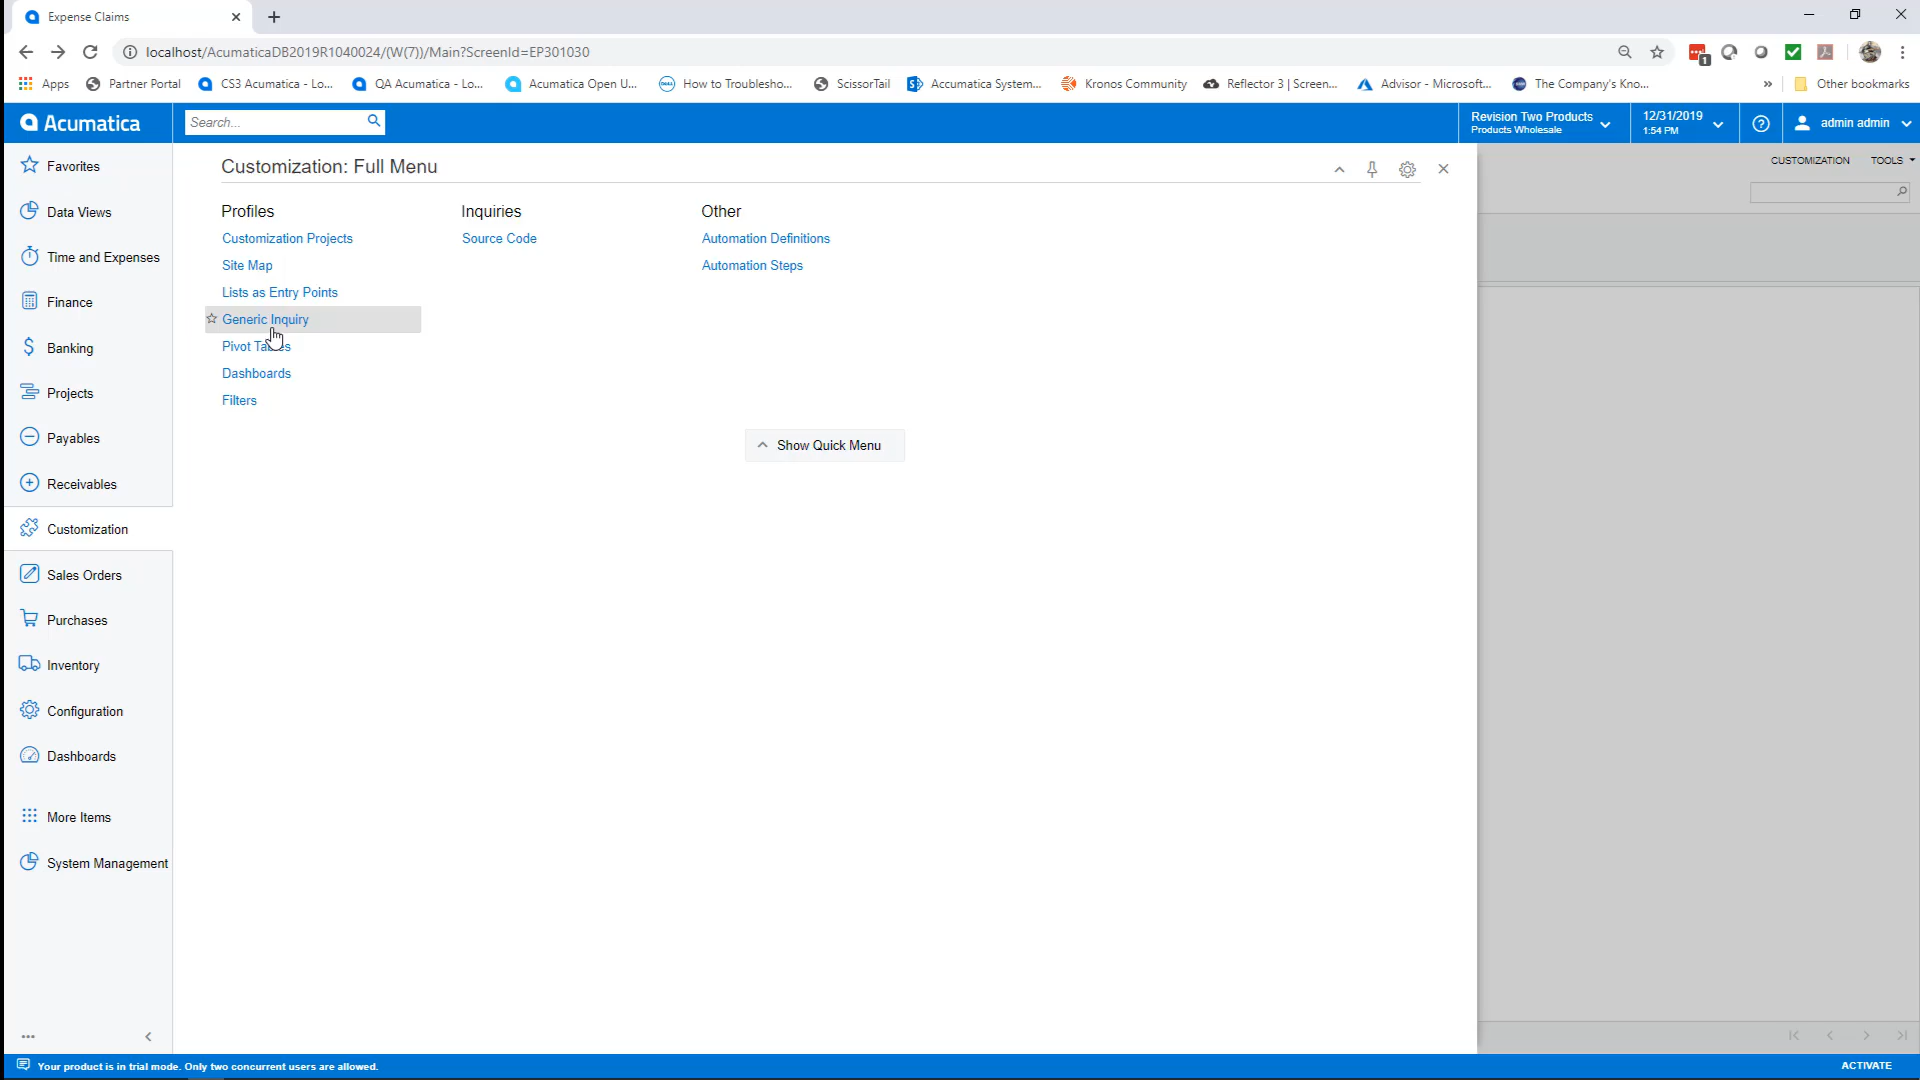 Expense Claims
localhost/AcumaticaDB2019R1040024/(W(7))/Main?ScreenId=EP301030
1
Apps
Partner Portal
CS3 Acumatica - Lo...
QA Acumatica - Lo...
Acumatica Open U...
How to Troublesho...
ScissorTail
Accumatica System...
Kronos Community
Reflector 3 | Screen...
Advisor - Microsoft...
The Company's Kno...
»
Other bookmarks
Acumatica
Search...
Revision Two Products
Products Wholesale
12/31/2019
1:54 PM
admin admin
Favorites
Data Views
Time and Expenses
Finance
Banking
Projects
Payables
Receivables
Customization
Sales Orders
Purchases
Inventory
Configuration
Dashboards
More Items
System Management
Customization: Full Menu
Profiles
Customization Projects
Site Map
Lists as Entry Points
Generic Inquiry
Pivot Tables
Dashboards
Filters
Inquiries
Source Code
Other
Automation Definitions
Automation Steps
Show Quick Menu
CUSTOMIZATION
TOOLS
Your product is in trial mode. Only two concurrent users are allowed.
ACTIVATE